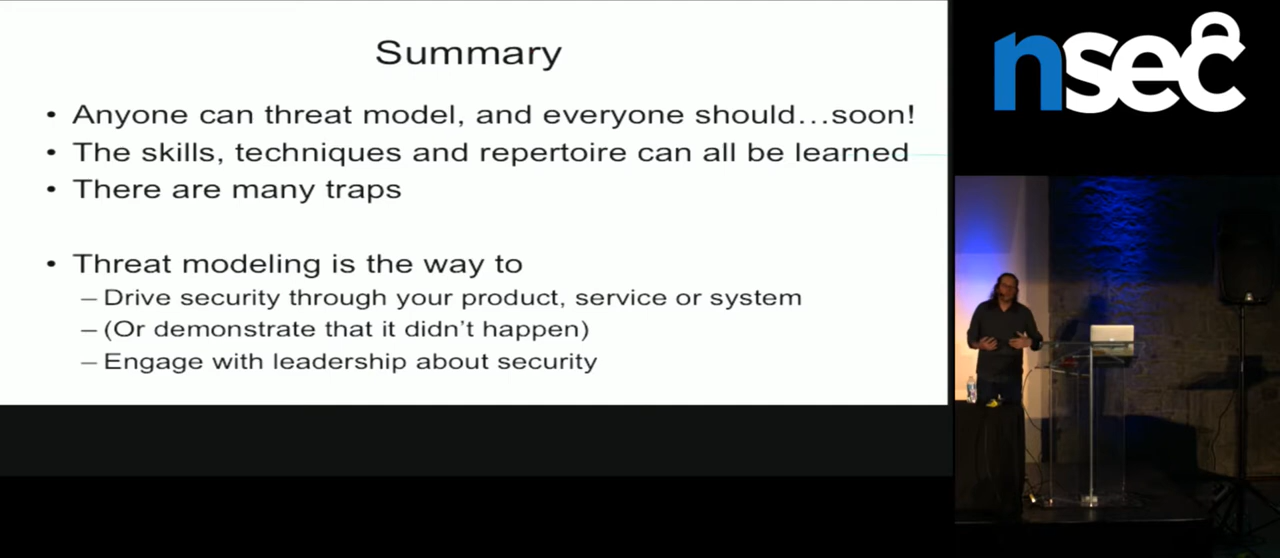 Summary
• Anyone can threat model, and everyone should…soon!
• The skills, techniques and repertoire can all be learned
• There are many traps
• Threat modeling is the way to
– Drive security through your product, service or system
– (Or demonstrate that it didn't happen)
– Engage with leadership about security
nsec